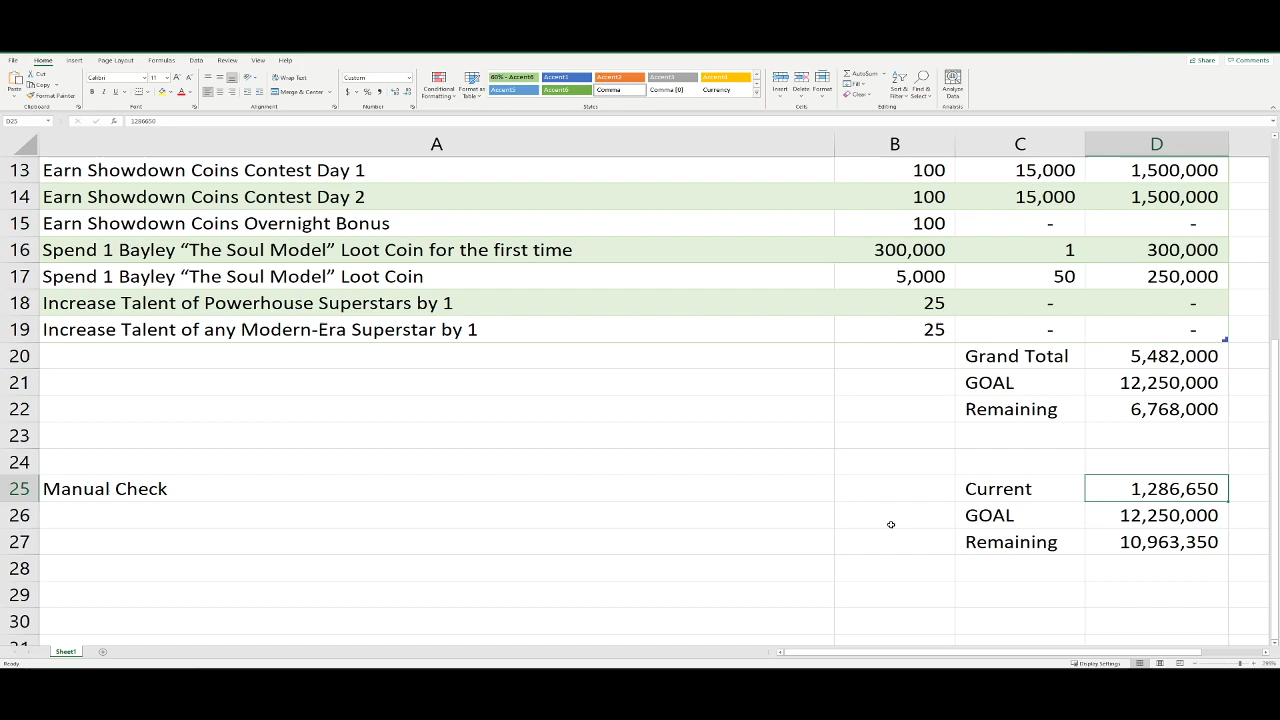 File Home Insert Page Layout Formulas Data Review View Help Share Comments
Cut Calibri 11 Wrap Text Custom 60% - Accent6 Accent1 Accent2 Accent3 Accent4 AutoSum
Copy Fill
Paste Format Painter Merge & Center Conditional Formatting Format as Table Accent5 Accent6 Comma Comma [0] Currency Insert Delete Format Clear Sort & Filter Find & Select Analyze Data
Clipboard Font Alignment Number Styles Cells Editing Analysis
D25 1286650
A B C D
13 Earn Showdown Coins Contest Day 1 100 15,000 1,500,000
14 Earn Showdown Coins Contest Day 2 100 15,000 1,500,000
15 Earn Showdown Coins Overnight Bonus 100 - -
16 Spend 1 Bayley “The Soul Model” Loot Coin for the first time 300,000 1 300,000
17 Spend 1 Bayley “The Soul Model” Loot Coin 5,000 50 250,000
18 Increase Talent of Powerhouse Superstars by 1 25 - -
19 Increase Talent of any Modern-Era Superstar by 1 25 - -
20 Grand Total 5,482,000
21 GOAL 12,250,000
22 Remaining 6,768,000
23
24
25 Manual Check Current 1,286,650
26 GOAL 12,250,000
27 Remaining 10,963,350
28
29
30
Sheet1
Ready Display Settings